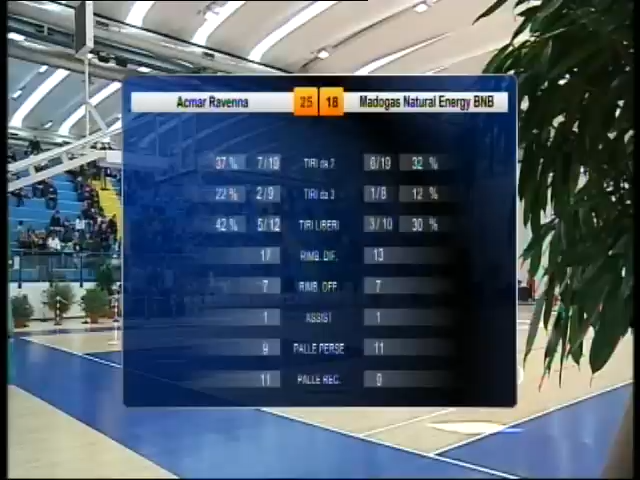 Acmar Ravenna 25 18 Madogas Natural Energy BNB
37 % 7/19 TIRI da 2 6/19 32 %
22 % 2/9 TIRI da 3 1/8 12 %
42 % 5/12 TIRI LIBERI 3/10 30 %
17 RIMB. DIF. 13
7 RIMB. OFF. 7
1 ASSIST 1
9 PALLE PERSE 11
11 PALLE REC.